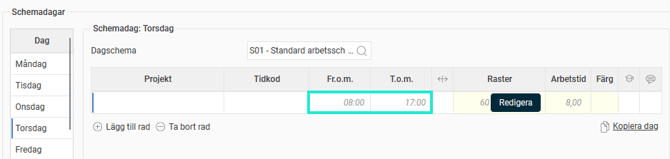 Schemadagar
Dag
Måndag
Tisdag
Onsdag
Torsdag
Fredag
Schemadag: Torsdag
Dagschema S01 - Standard arbetssch ...
Projekt Tidkod Fr.o.m. T.o.m. Raster Arbetstid Färg
08:00 17:00 60 Redigera 8,00
Lägg till rad Ta bort rad Kopiera dag